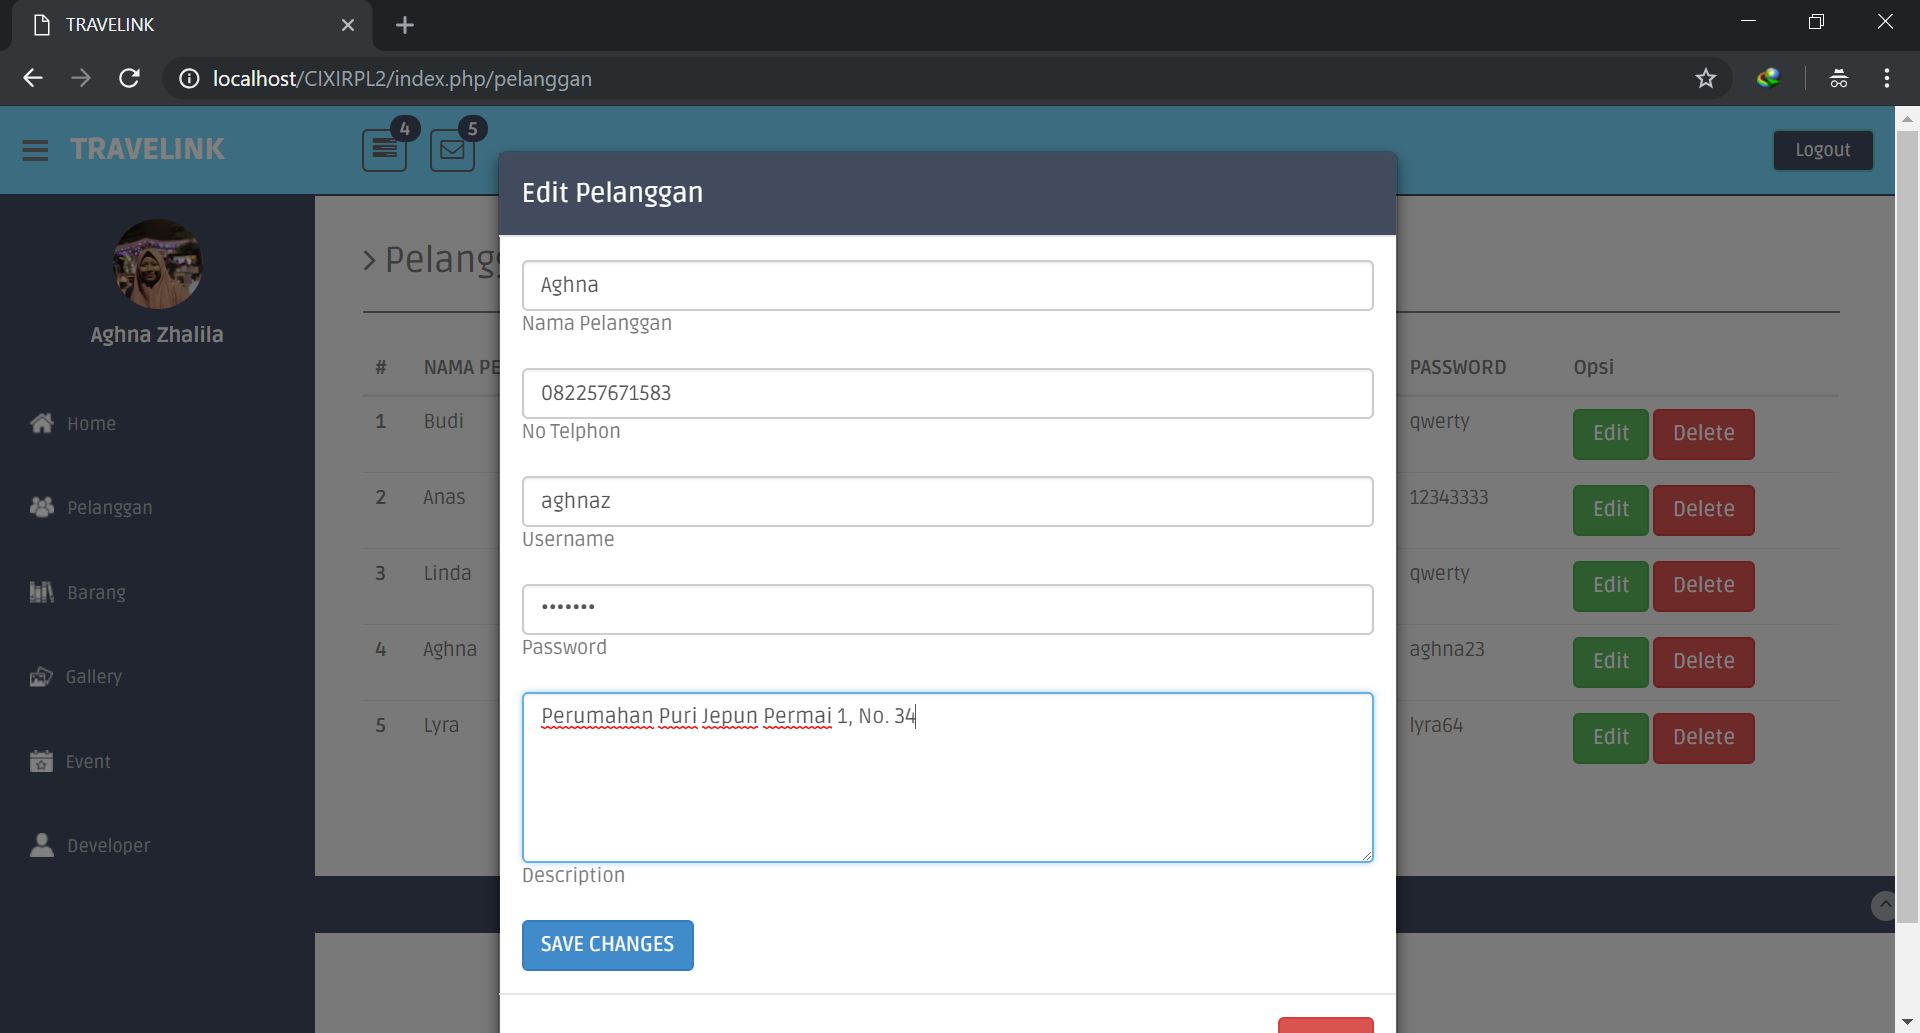 TRAVELINK
localhost/CIXIRPL2/index.php/pelanggan
TRAVELINK
4
5
Logout
Edit Pelanggan
Aghna Zhalila
Home
Pelanggan
Barang
Gallery
Event
Developer
Pelangg
# NAMA PE PASSWORD Opsi
1 Budi qwerty Edit Delete
2 Anas 12343333 Edit Delete
3 Linda qwerty Edit Delete
4 Aghna aghna23 Edit Delete
5 Lyra lyra64 Edit Delete
Aghna
Nama Pelanggan
082257671583
No Telphon
aghnaz
Username
•••••••
Password
Perumahan Puri Jepun Permai 1, No. 34
Description
SAVE CHANGES